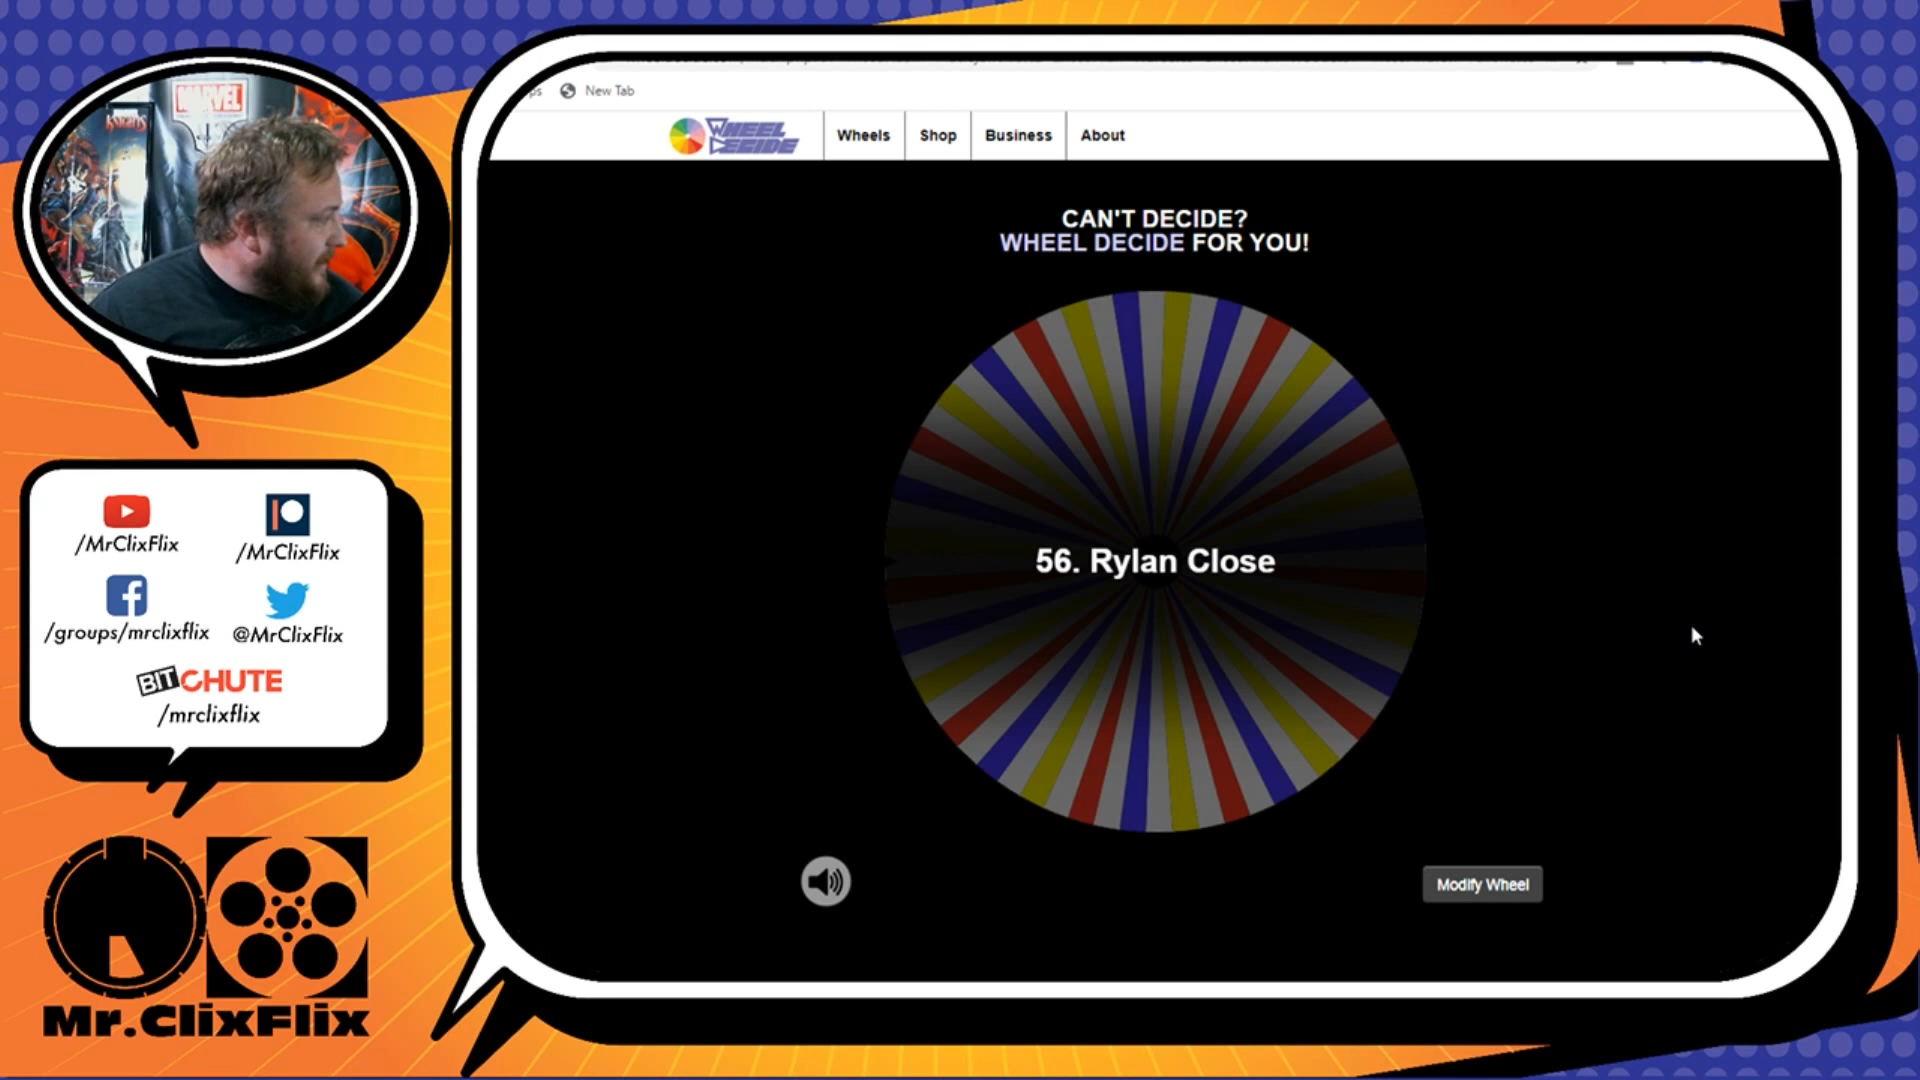 MARVEL
KNIGHTS
New Tab
WHEEL DECIDE
Wheels
Shop
Business
About
CAN'T DECIDE?
WHEEL DECIDE FOR YOU!
56. Rylan Close
Modify Wheel
/MrClixFlix
/MrClixFlix
/groups/mrclixflix
@MrClixFlix
BITCHUTE
/mrclixflix
Mr.ClixFlix